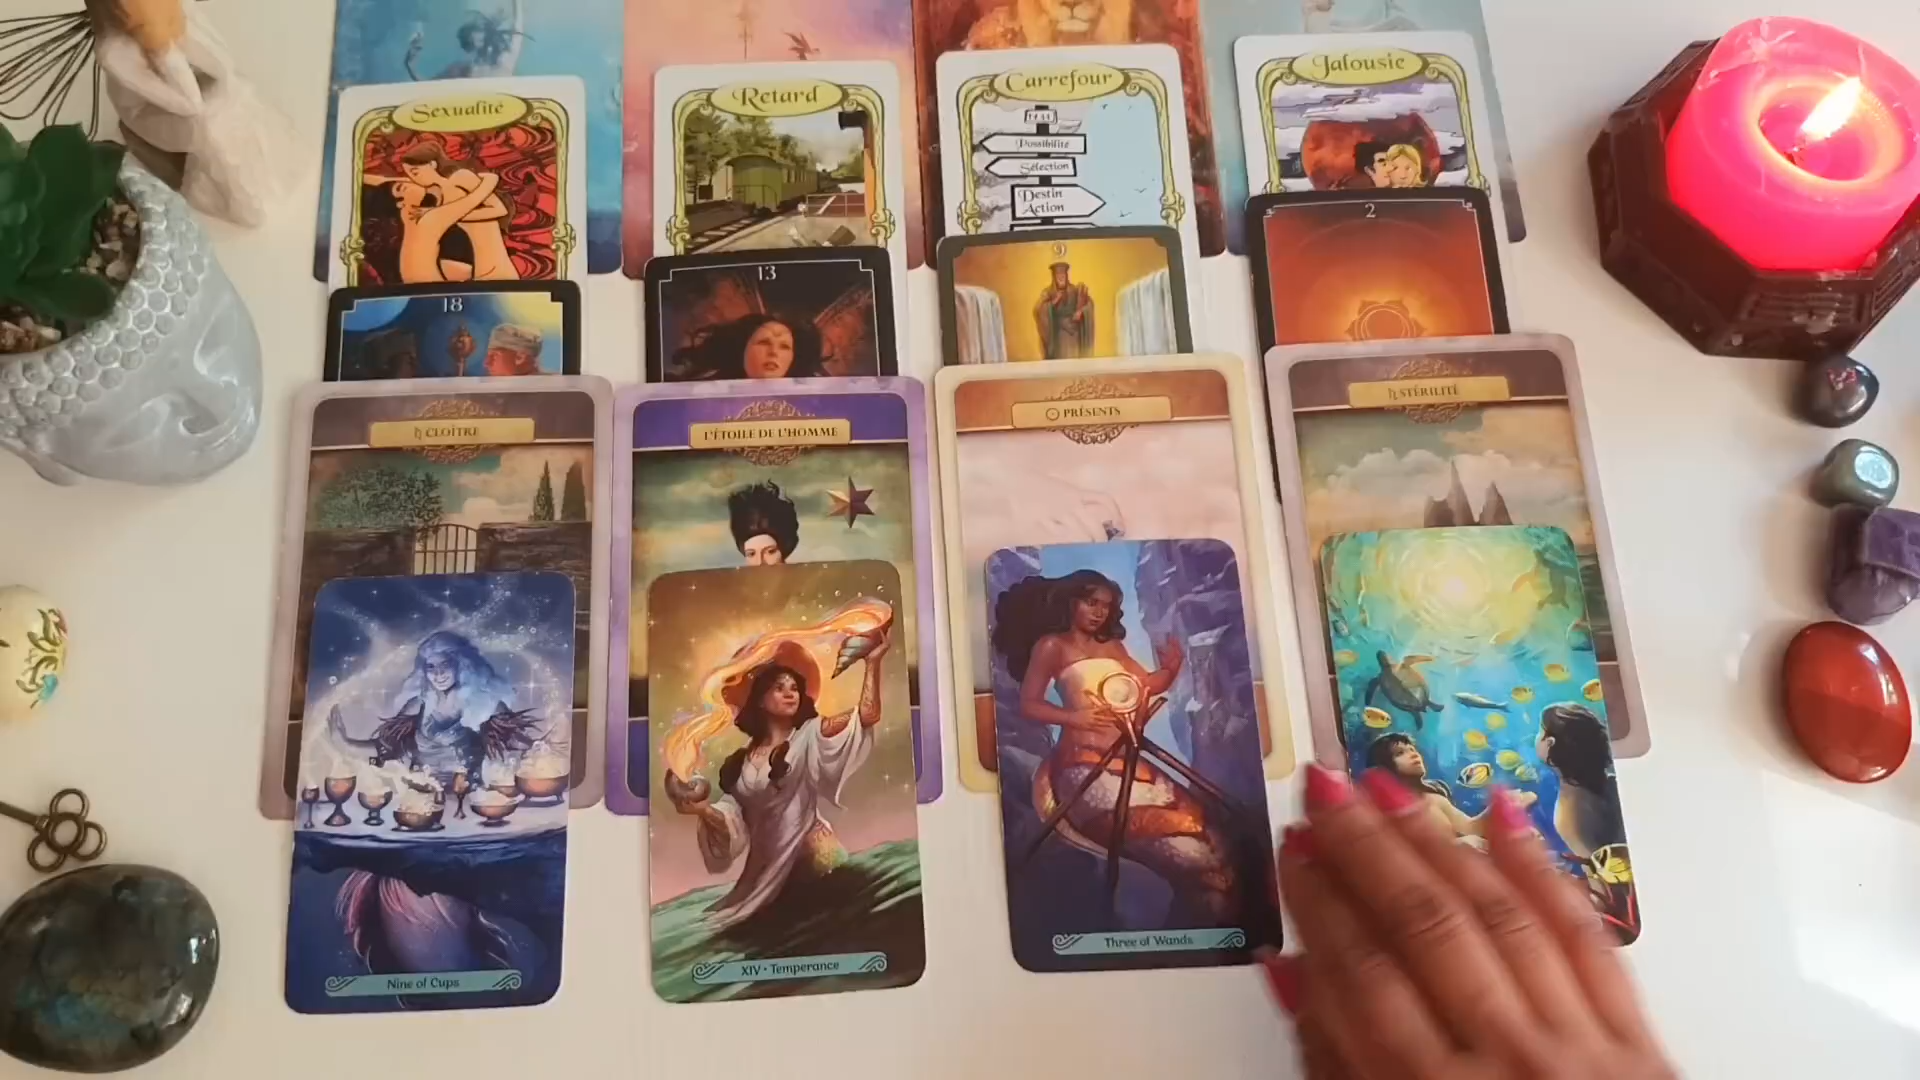 Sexualité
Retard
Carrefour
Jalousie
Possibilité
Sélection
Destin
Action
18
13
9
2
♄ CLOÎTRE
L'ÉTOILE DE L'HOMME
☉ PRÉSENTS
♄ STÉRILITÉ
Nine of Cups
XIV • Temperance
Three of Wands